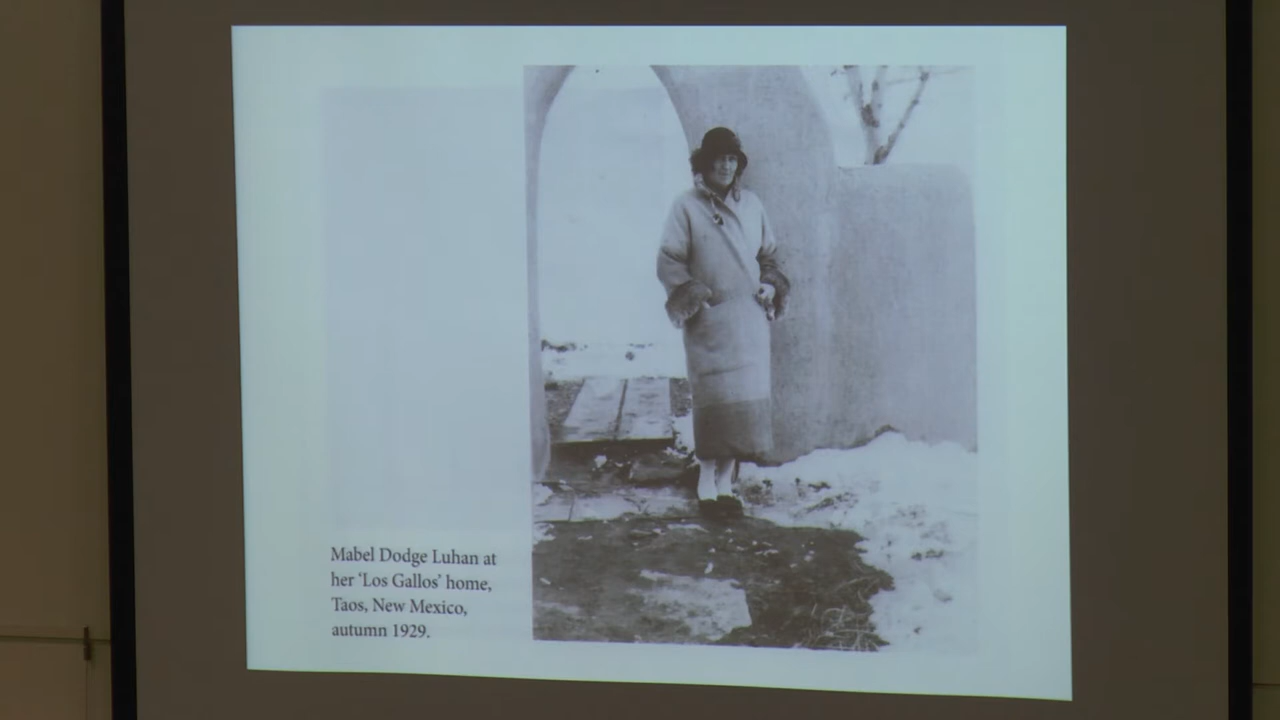 Mabel Dodge Luhan at
her ‘Los Gallos’ home,
Taos, New Mexico,
autumn 1929.